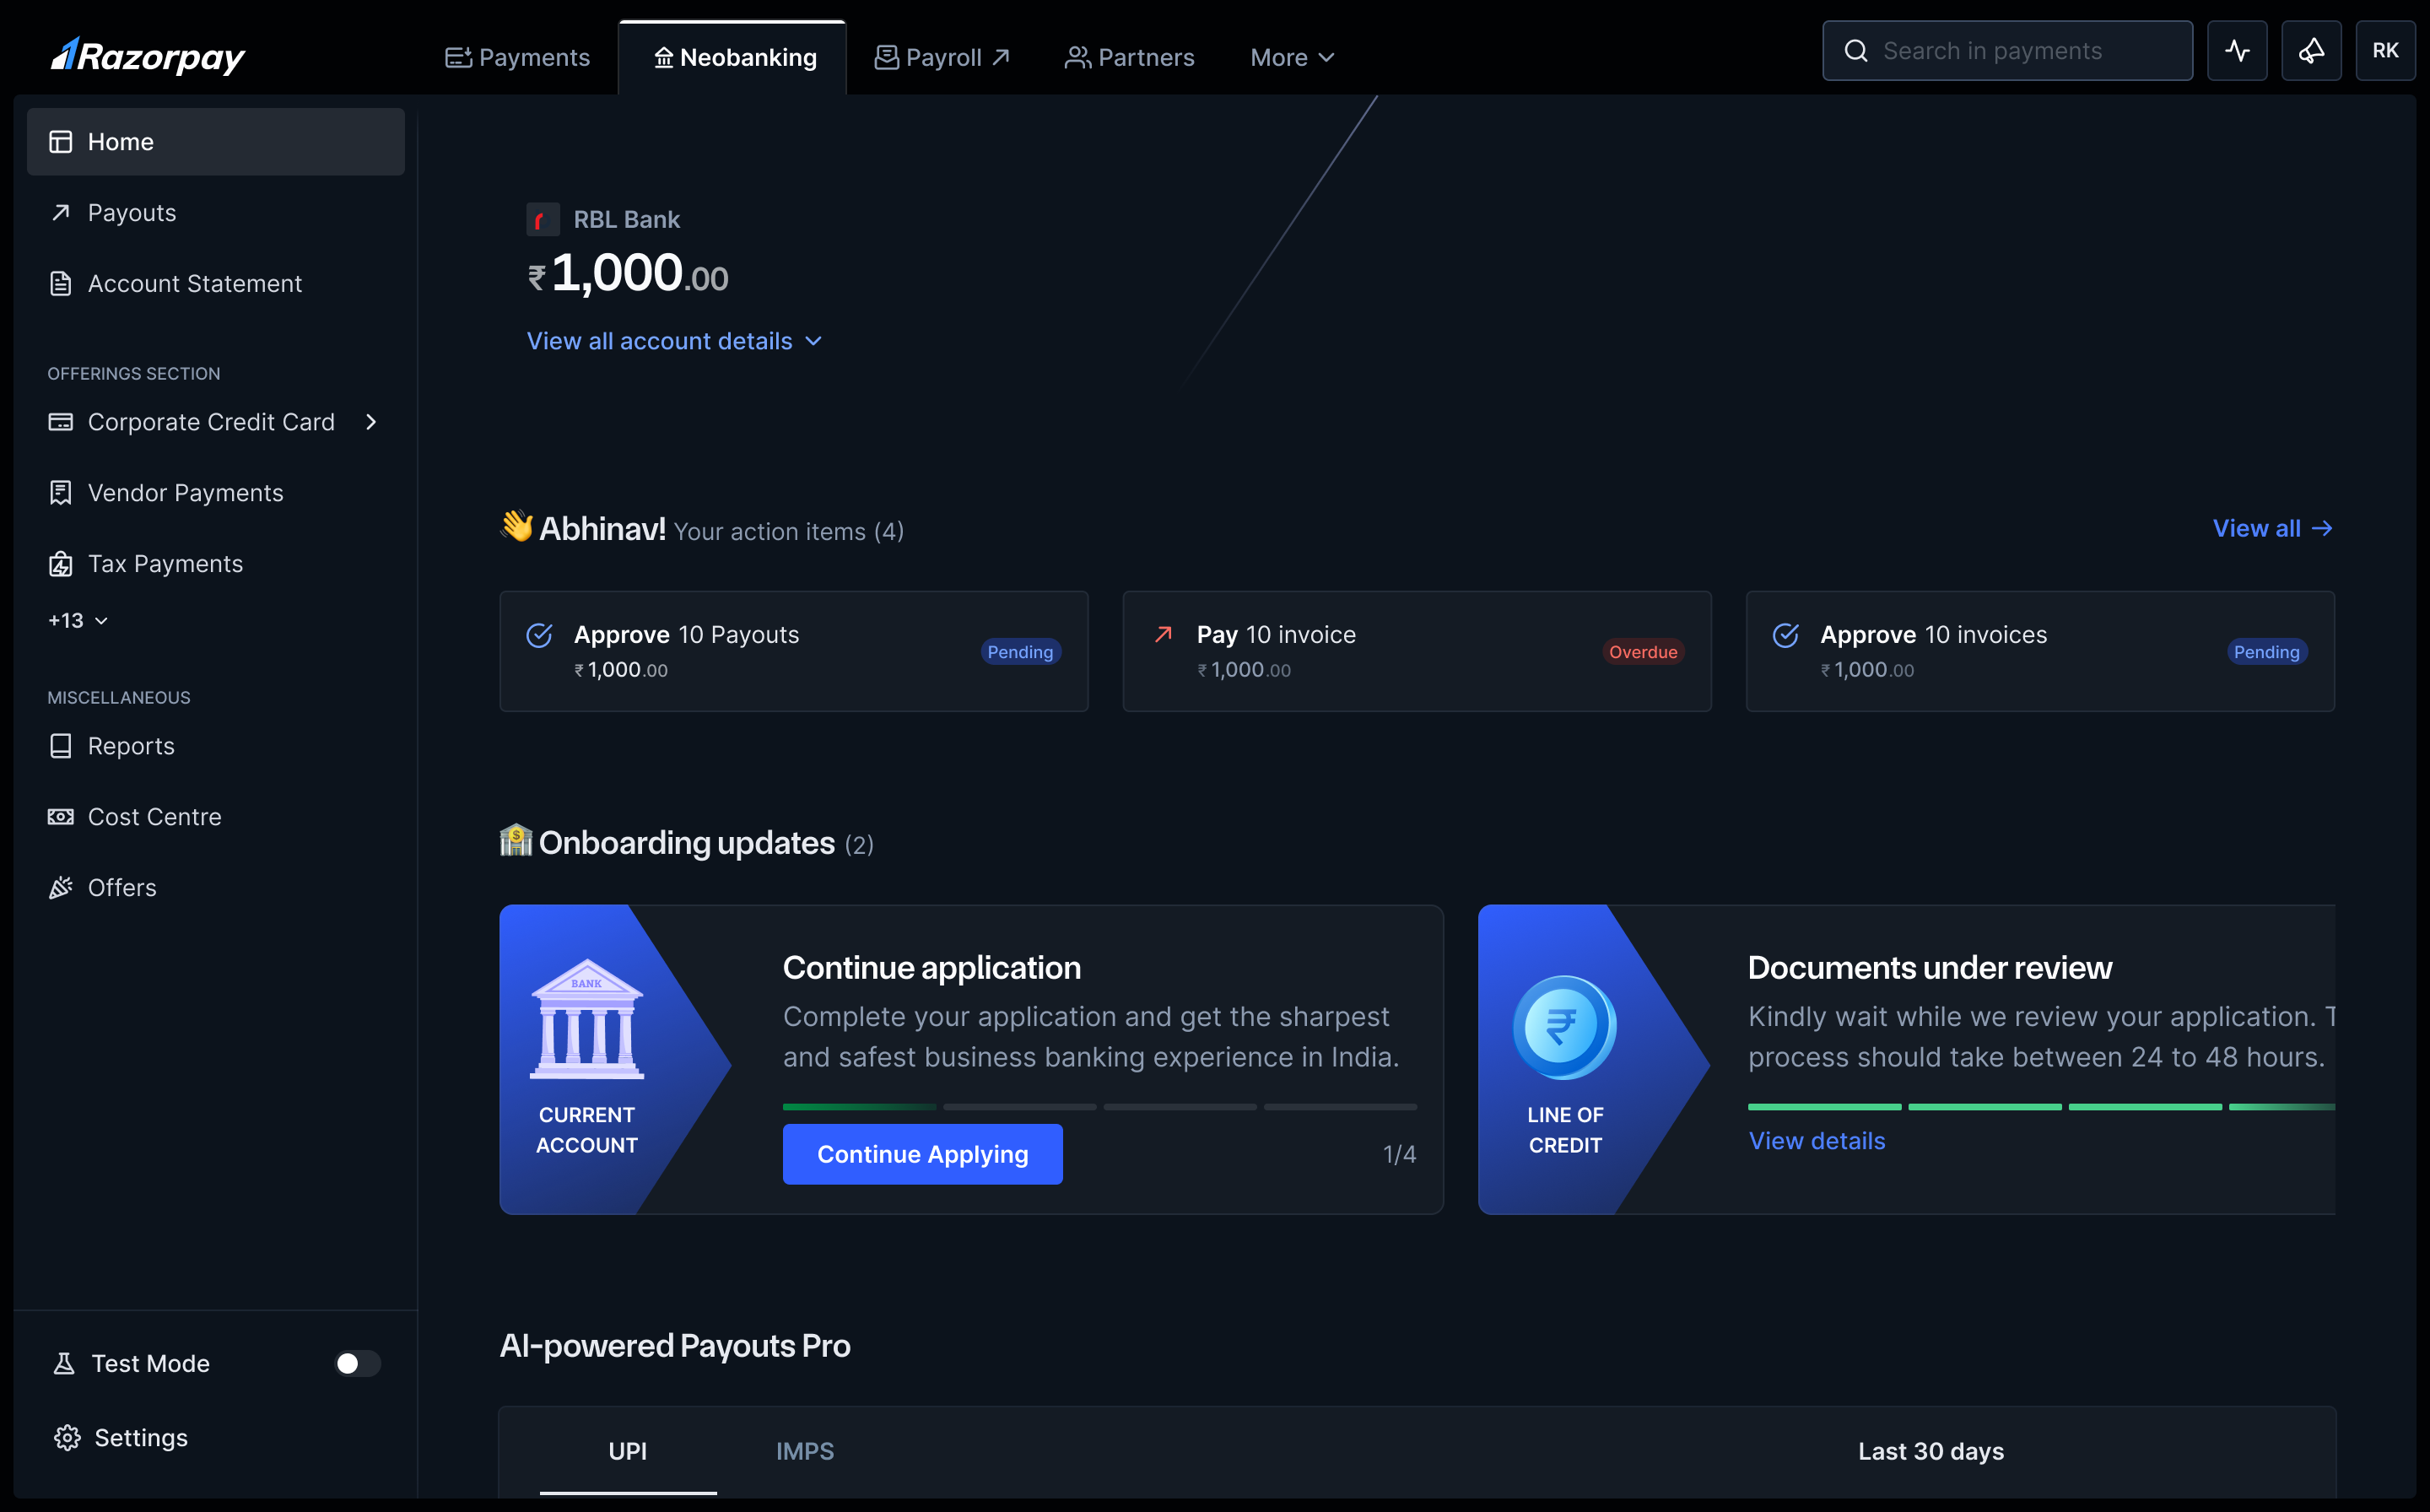 Razorpay
Payments
Neobanking
Payroll
Partners
More
Search in payments
RK
Home
Payouts
Account Statement
OFFERINGS SECTION
Corporate Credit Card
Vendor Payments
Tax Payments
+13
MISCELLANEOUS
Reports
Cost Centre
Offers
Test Mode
Settings
RBL Bank
₹1,000.00
View all account details
👋 Abhinav! Your action items (4)
View all →
Approve 10 Payouts
₹1,000.00
Pending
Pay 10 invoice
₹1,000.00
Overdue
Approve 10 invoices
₹1,000.00
Pending
Onboarding updates (2)
BANK
CURRENT
ACCOUNT
Continue application
Complete your application and get the sharpest
and safest business banking experience in India.
Continue Applying
1/4
₹
LINE OF
CREDIT
Documents under review
Kindly wait while we review your application.
process should take between 24 to 48 hours.
View details
AI-powered Payouts Pro
UPI
IMPS
Last 30 days